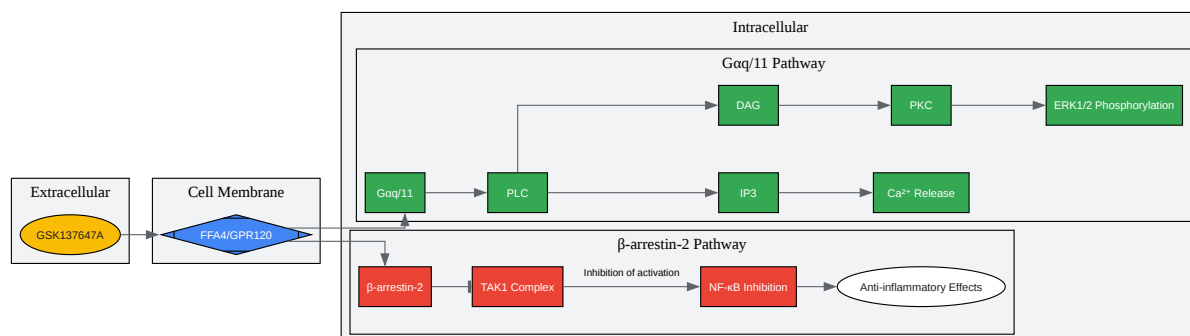 Intracellular
Gαq/11 Pathway
DAG
PKC
ERK1/2 Phosphorylation
Extracellular
Cell Membrane
Gαq/11
PLC
IP3
Ca²⁺ Release
GSK137647A
FFA4/GPR120
β-arrestin-2 Pathway
β-arrestin-2
TAK1 Complex
Inhibition of activation
NF-κB Inhibition
Anti-inflammatory Effects